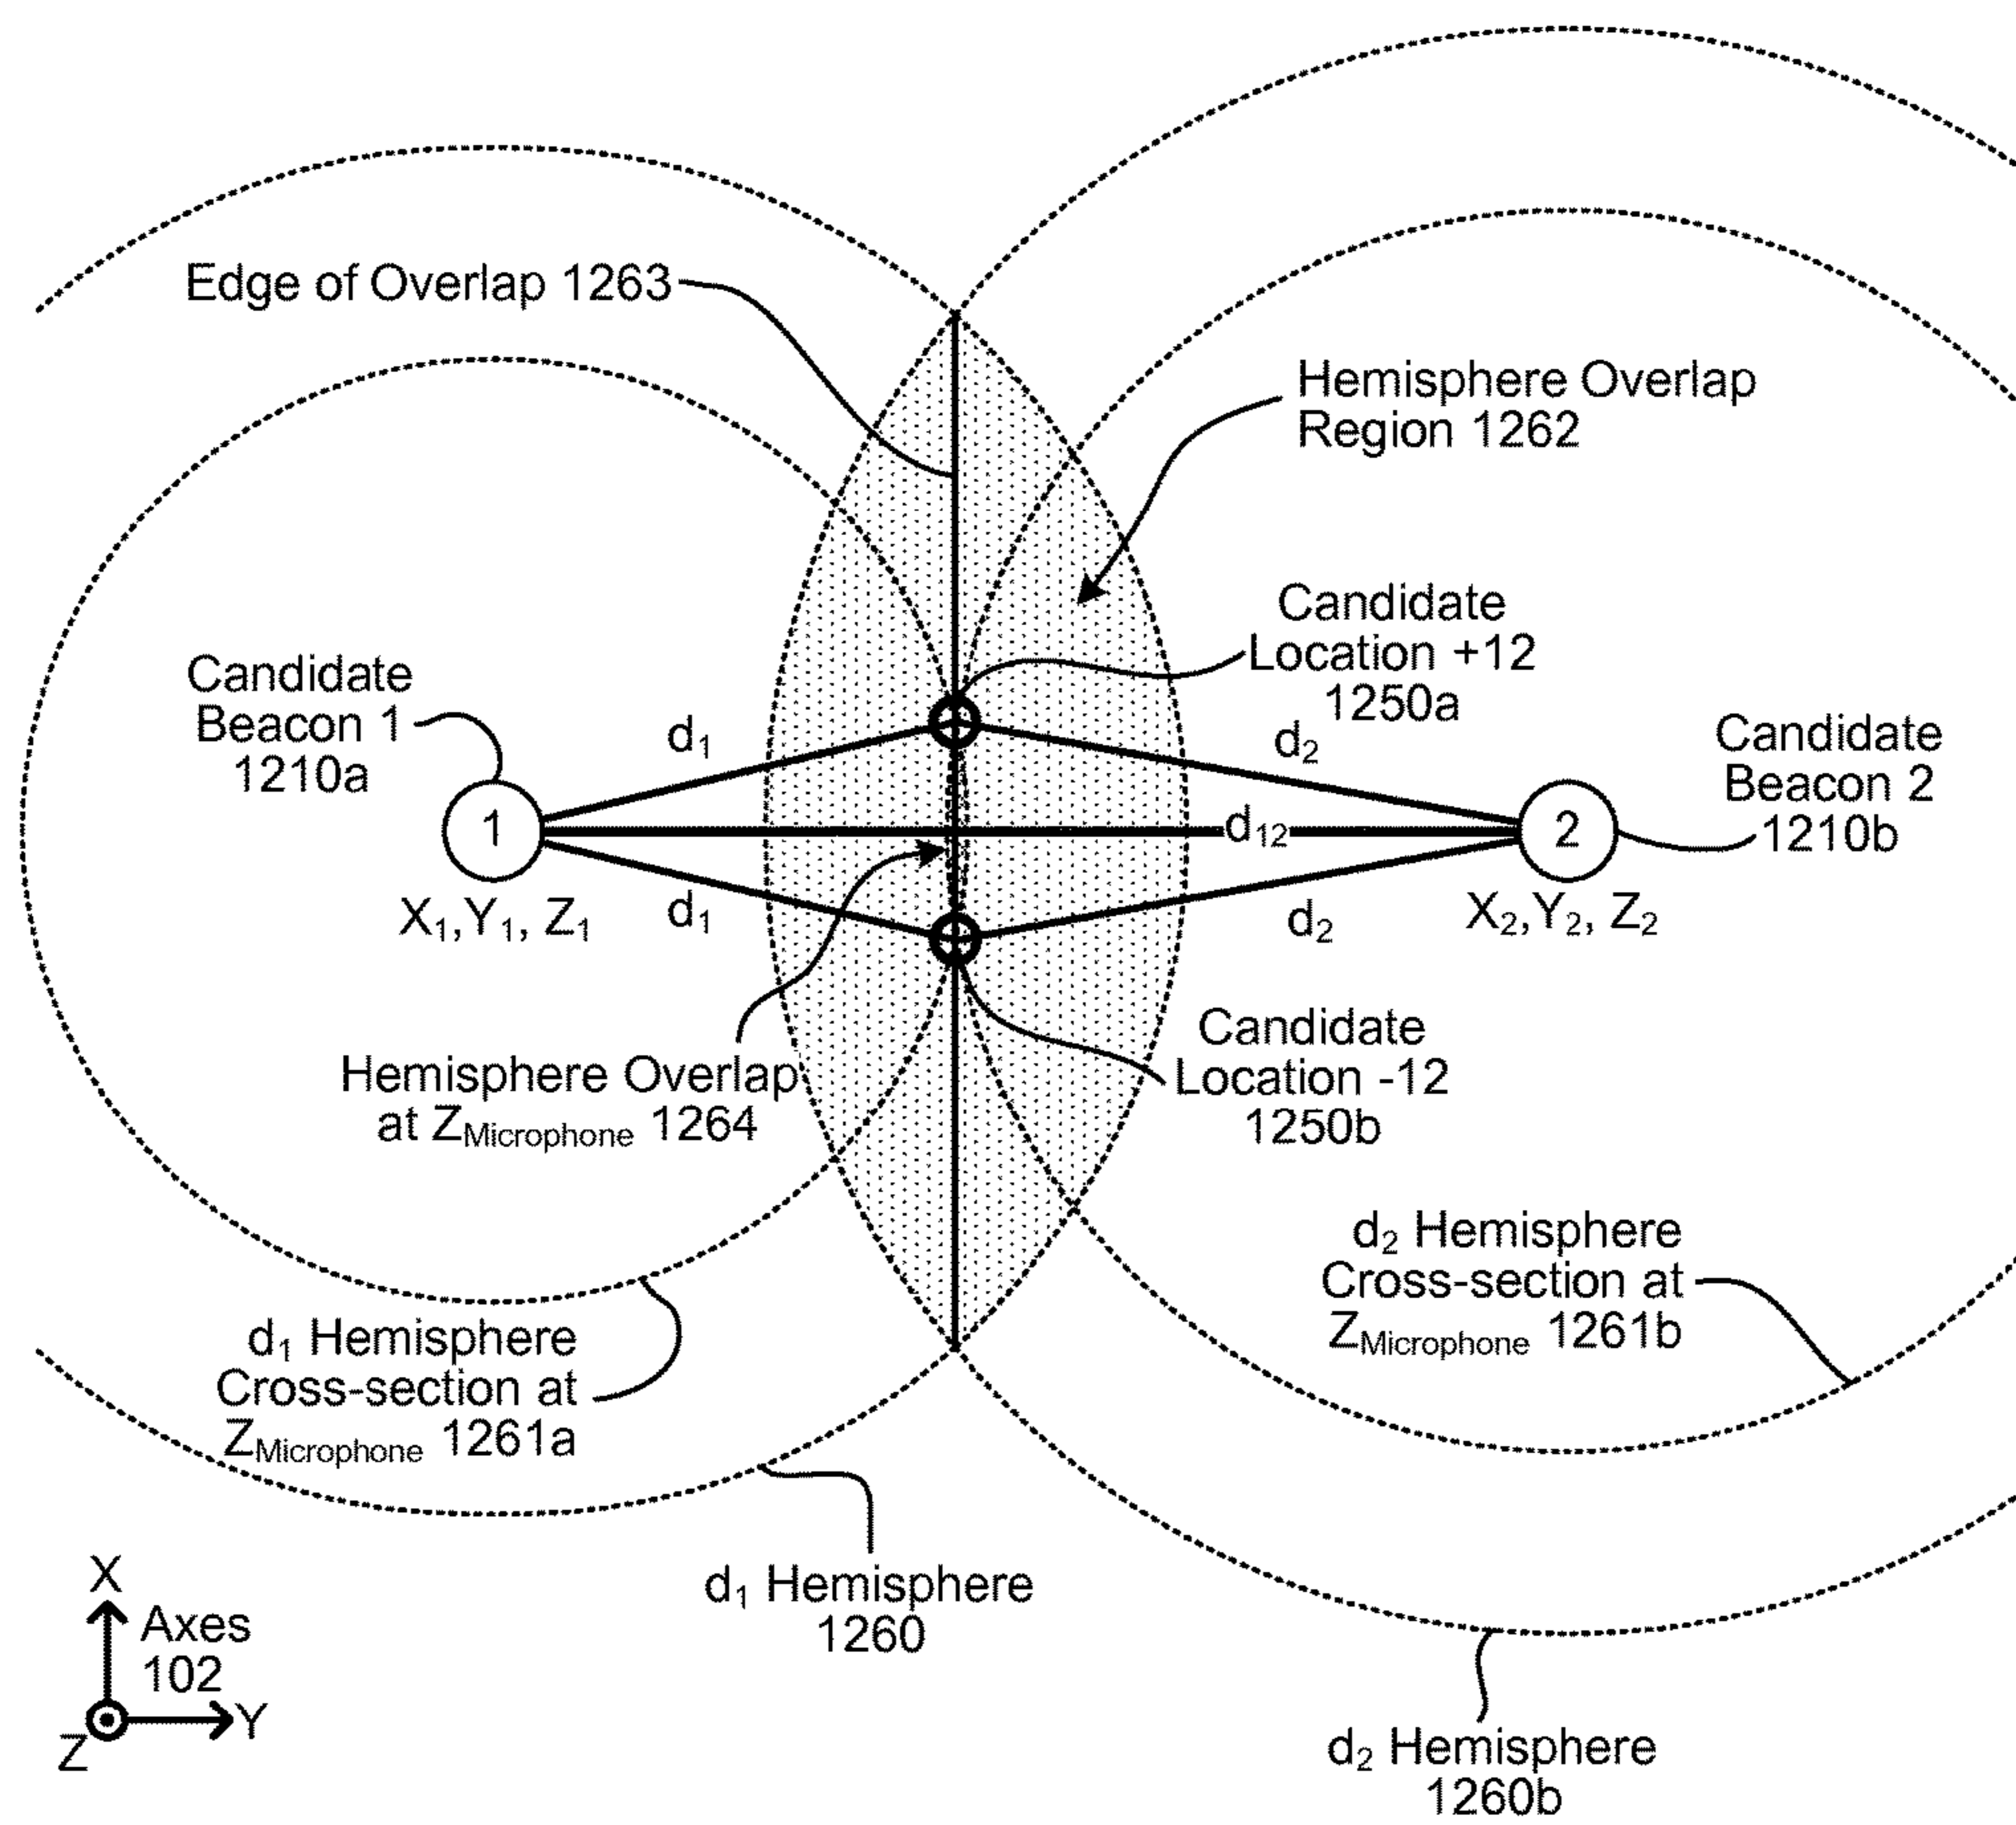 Edge of Overlap 1263
Hemisphere Overlap
Region 1262
Candidate
Location +12
1250a
Candidate
Beacon 1
1210a
d₁
d₂
Candidate
Beacon 2
1210b
1
d₁₂
2
X₁,Y₁, Z₁
d₁
d₂
X₂,Y₂, Z₂
Hemisphere Overlap
at Z_Microphone 1264
Candidate
Location -12
1250b
d₁ Hemisphere
Cross-section at
Z_Microphone 1261a
d₂ Hemisphere
Cross-section at
Z_Microphone 1261b
d₁ Hemisphere
1260
X
Axes
102
Y
Z
d₂ Hemisphere
1260b